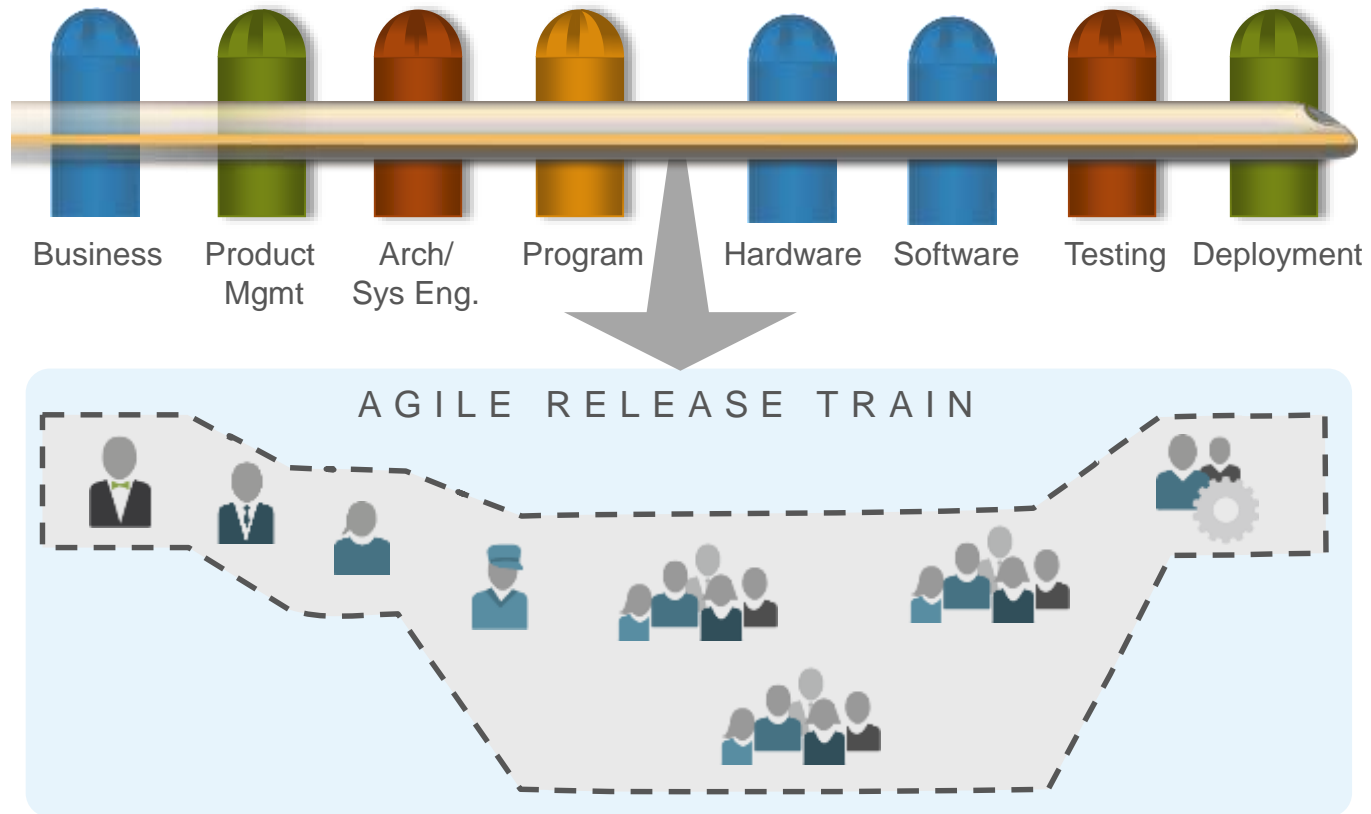 Business
Product
Mgmt
Arch/
Sys Eng.
Program
Hardware
Software
Testing
Deployment
AGILE RELEASE TRAIN